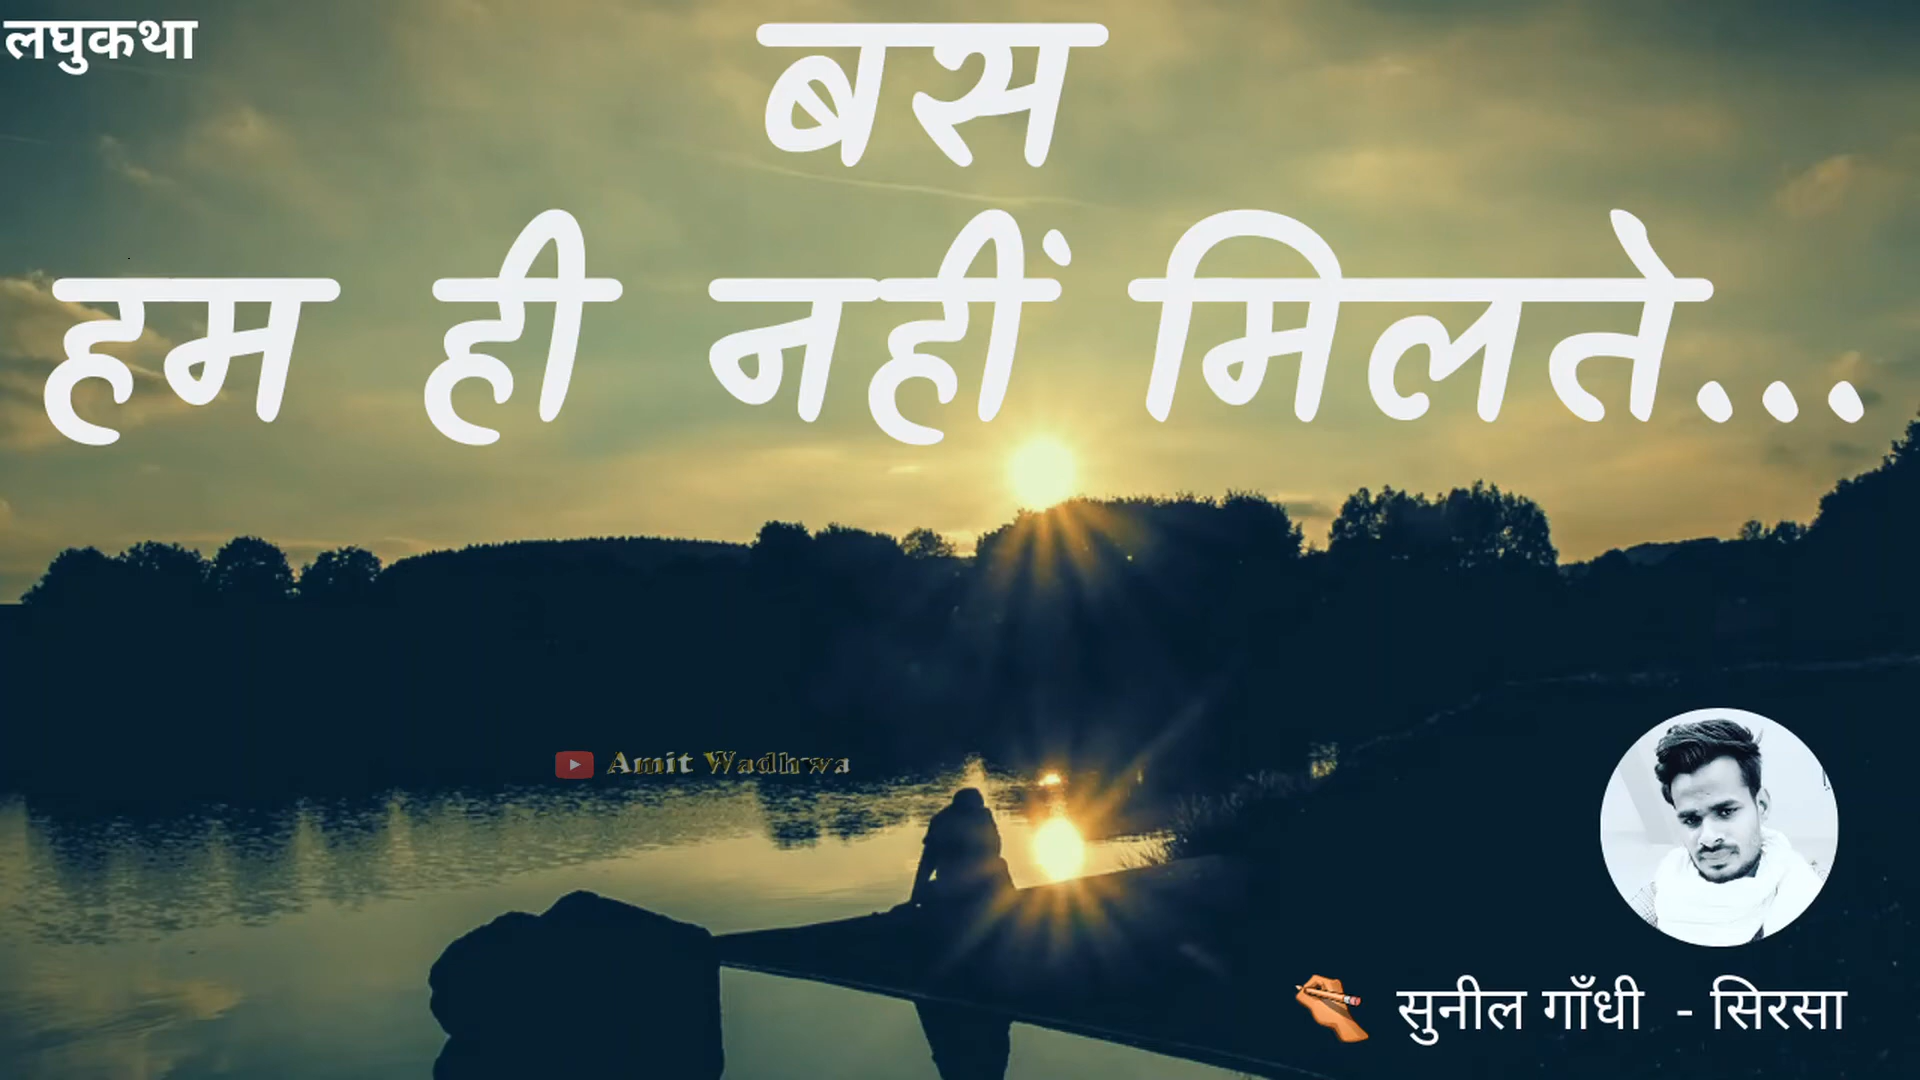 लघुकथा
बस
हम ही नहीं मिलते...
Amit Wadhwa
सुनील गाँधी - सिरसा